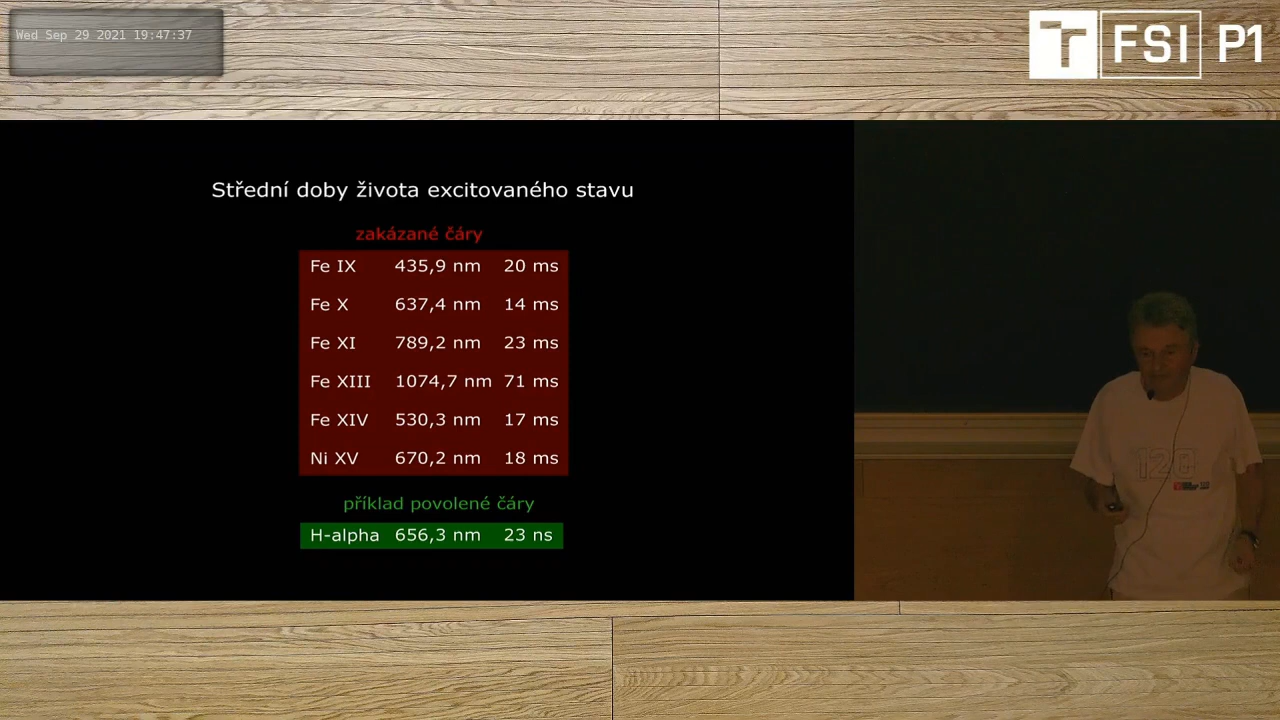 Wed Sep 29 2021 19:47:37
FSI P1
Střední doby života excitovaného stavu
zakázané čáry
Fe IX 435,9 nm 20 ms
Fe X 637,4 nm 14 ms
Fe XI 789,2 nm 23 ms
Fe XIII 1074,7 nm 71 ms
Fe XIV 530,3 nm 17 ms
Ni XV 670,2 nm 18 ms
příklad povolené čáry
H-alpha 656,3 nm 23 ns
120